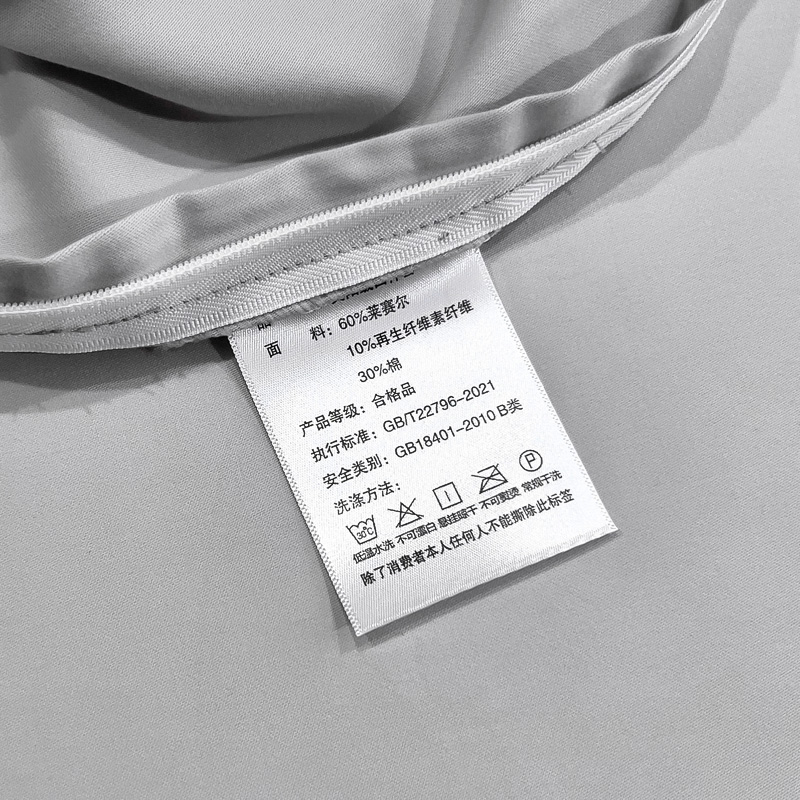 品
面 料：60%莱赛尔
10%再生纤维素纤维
30%棉
产品等级：合格品
执行标准：GB/T22796-2021
安全类别：GB18401-2010 B类
洗涤方法：
30℃ P
低温水洗 不可漂白 悬挂晾干 不可熨烫 常规干洗
除了消费者本人任何人不能撕除此标签